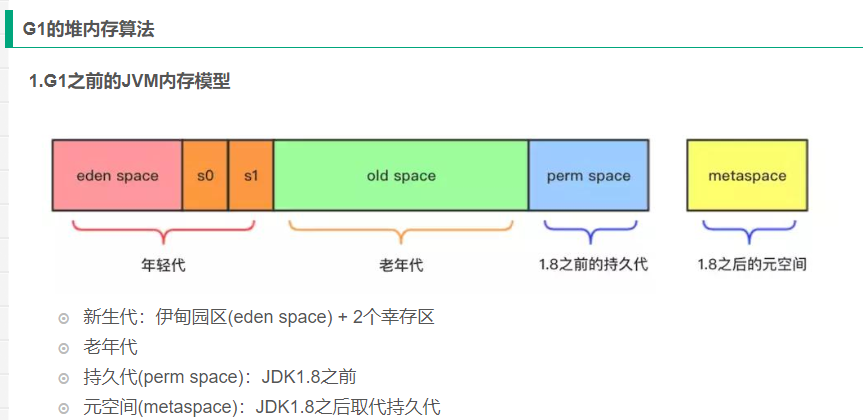 G1的堆内存算法
1.G1之前的JVM内存模型
eden space s0 s1 old space perm space metaspace
年轻代 老年代 1.8之前的持久代 1.8之后的元空间
新生代：伊甸园区(eden space) + 2个幸存区
老年代
持久代(perm space)：JDK1.8之前
元空间(metaspace)：JDK1.8之后取代持久代